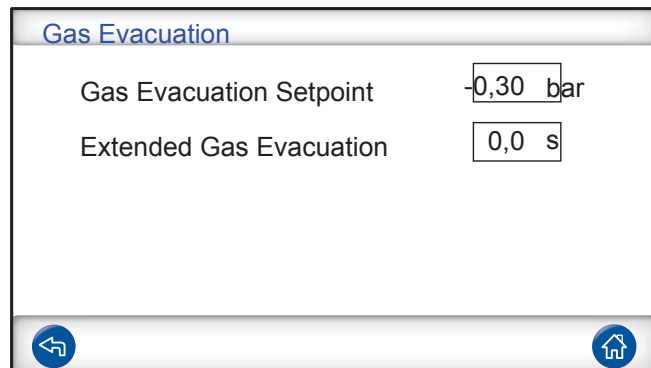 Gas Evacuation
Gas Evacuation Setpoint -0,30 bar
Extended Gas Evacuation 0,0 s